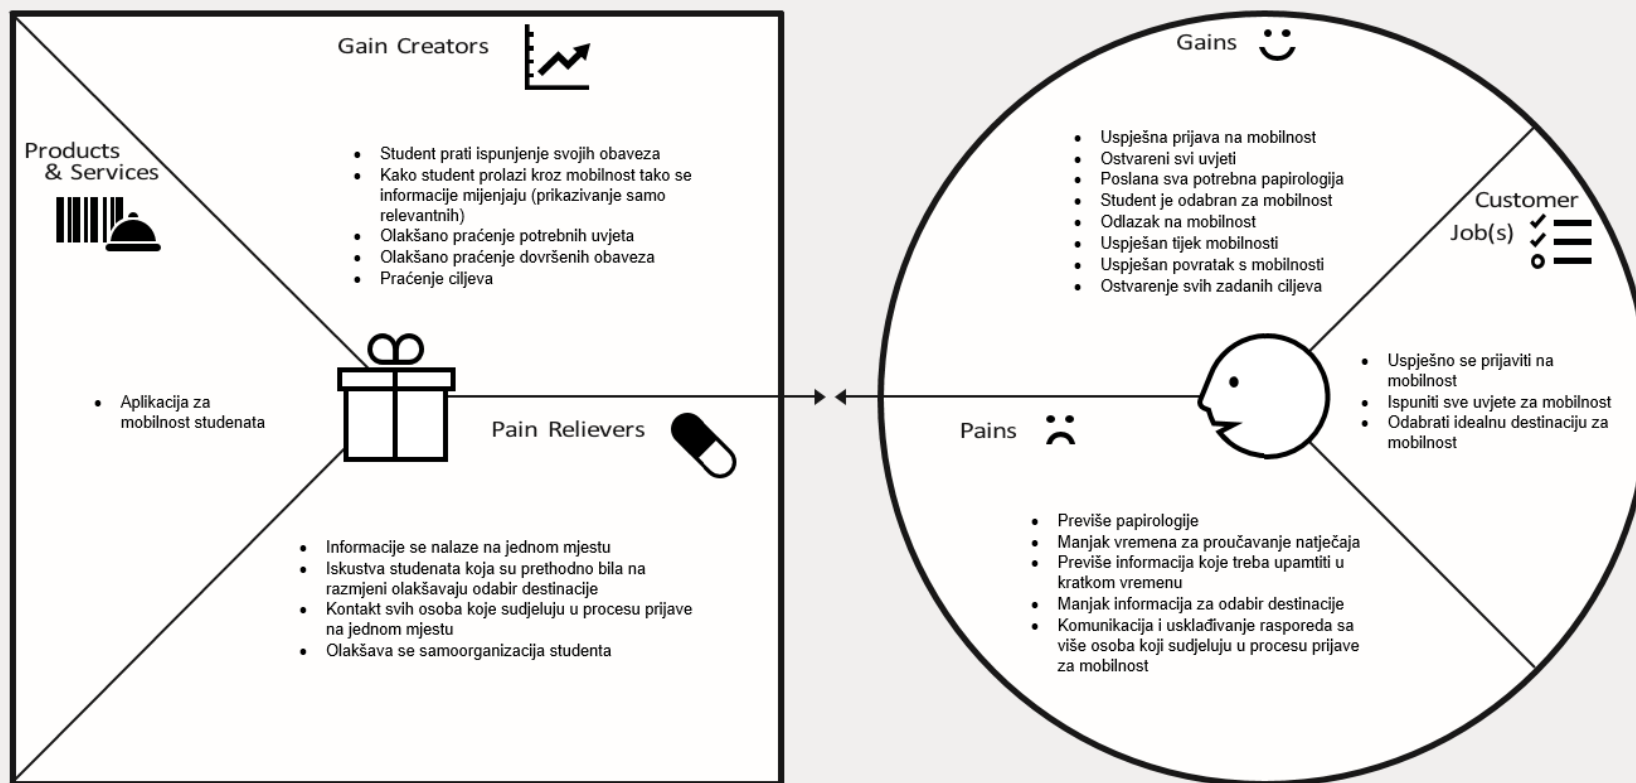 Gain Creators
Products
& Services
• Student prati ispunjenje svojih obaveza
• Kako student prolazi kroz mobilnost tako se
informacije mijenjaju (prikazivanje samo
relevantnih)
• Olakšano praćenje potrebnih uvjeta
• Olakšano praćenje dovršenih obaveza
• Praćenje ciljeva
• Aplikacija za
mobilnost studenata
Pain Relievers
• Informacije se nalaze na jednom mjestu
• Iskustva studenata koja su prethodno bila na
razmjeni olakšavaju odabir destinacije
• Kontakt svih osoba koje sudjeluju u procesu prijave
na jednom mjestu
• Olakšava se samoorganizacija studenta
Gains
• Uspješna prijava na mobilnost
• Ostvareni svi uvjeti
• Poslana sva potrebna papirologija
• Student je odabran za mobilnost
• Odlazak na mobilnost
• Uspješan tijek mobilnosti
• Uspješan povratak s mobilnosti
• Ostvarenje svih zadanih ciljeva
Customer
Job(s)
• Uspješno se prijaviti na
mobilnost
• Ispuniti sve uvjete za mobilnost
• Odabrati idealnu destinaciju za
mobilnost
Pains
• Previše papirologije
• Manjak vremena za proučavanje natječaja
• Previše informacija koje treba upamtiti u
kratkom vremenu
• Manjak informacija za odabir destinacije
• Komunikacija i usklađivanje rasporeda sa
više osoba koji sudjeluju u procesu prijave
za mobilnost